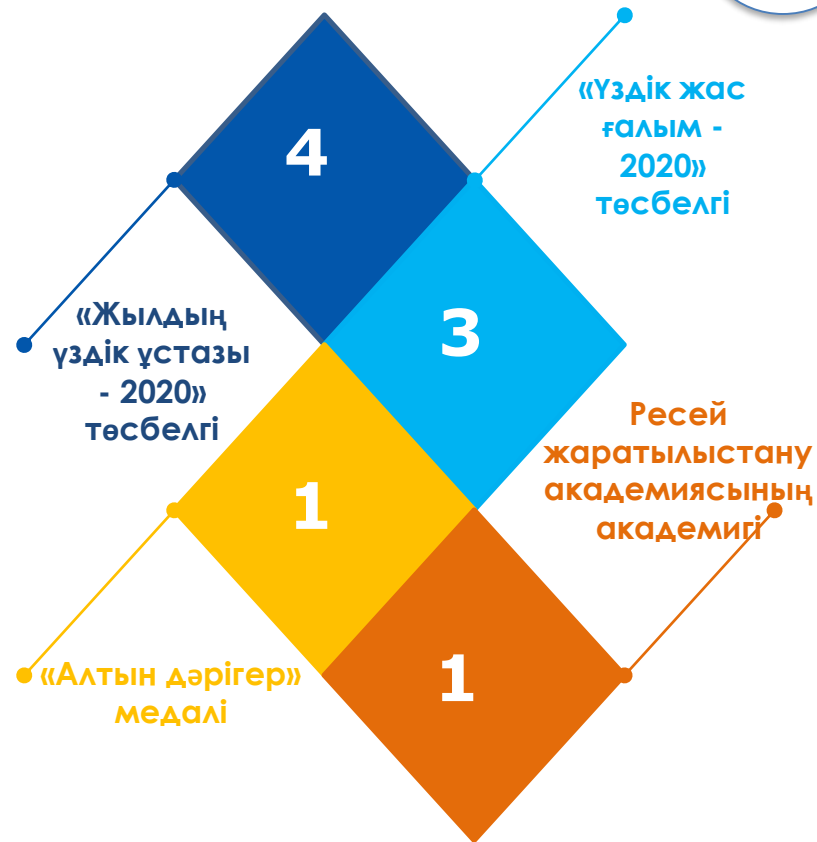 4
«Үздік жас
ғалым -
2020»
төсбелгі
«Жылдың
үздік ұстазы
- 2020»
төсбелгі
3
Ресей
жаратылыстану
академиясының
академигі
1
«Алтын дәрігер»
медалі
1